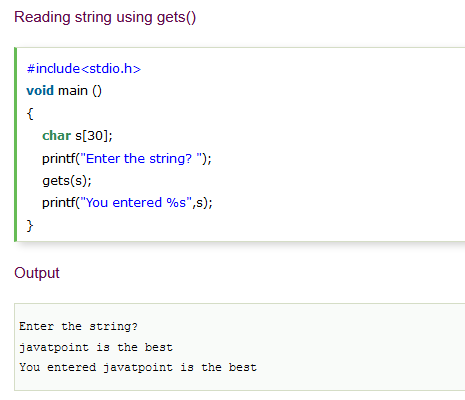 Reading string using gets()
#include<stdio.h>
void main ()
{
char s[30];
printf("Enter the string? ");
gets(s);
printf("You entered %s",s);
}
Output
Enter the string?
javatpoint is the best
You entered javatpoint is the best